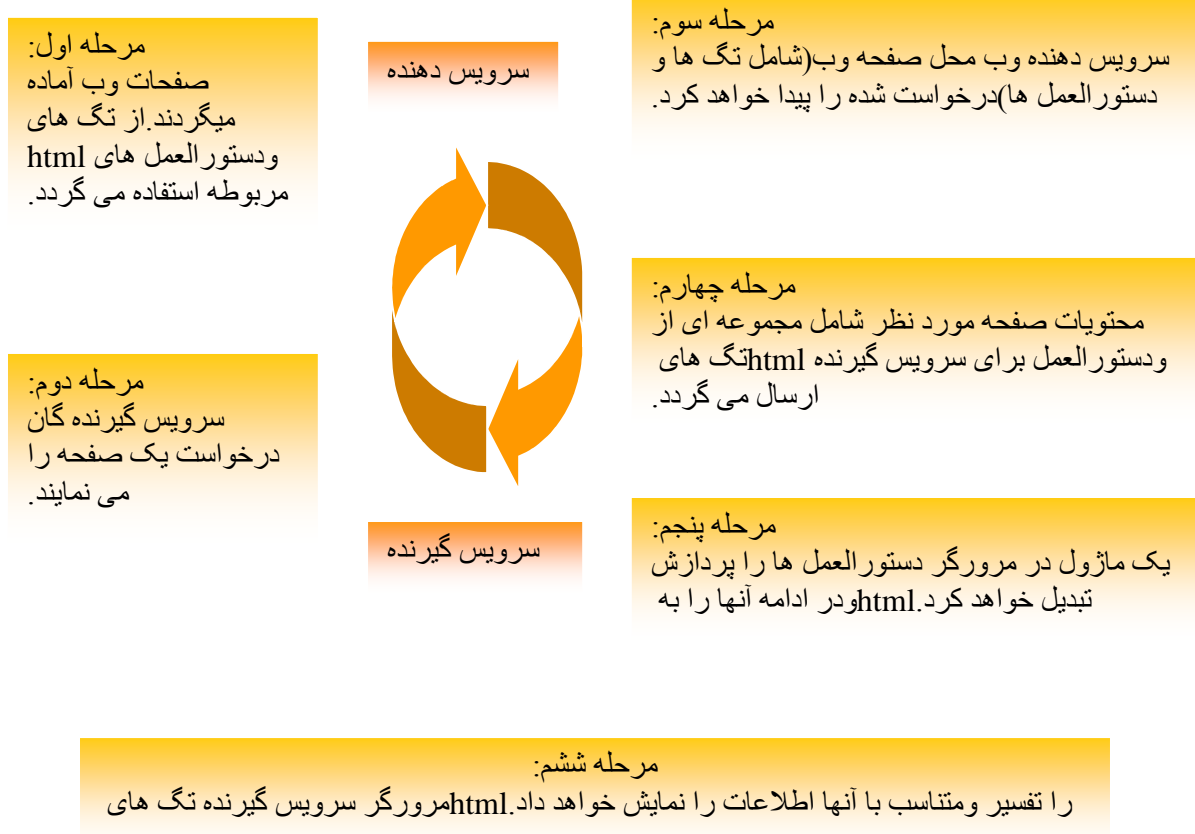 مرحله اول:
صفحات وب آماده
میگردند.از تگ های
ودستورالعمل های html
مربوطه استفاده می گردد.
مرحله دوم:
سرویس گیرنده گان
درخواست یک صفحه را
می نمایند.
سرویس دهنده
سرویس گیرنده
مرحله سوم:
سرویس دهنده وب محل صفحه وب(شامل تگ ها و
دستورالعمل ها)درخواست شده را پیدا خواهد کرد.
مرحله چهارم:
محتویات صفحه مورد نظر شامل مجموعه ای از
ودستورالعمل برای سرویس گیرنده htmlتگ های
ارسال می گردد.
مرحله پنجم:
یک ماژول در مرورگر دستورالعمل ها را پردازش
تبدیل خواهد کرد.htmlودر ادامه آنها را به
مرحله ششم:
را تفسیر ومتناسب با آنها اطلاعات را نمایش خواهد داد.htmlمرورگر سرویس گیرنده تگ های